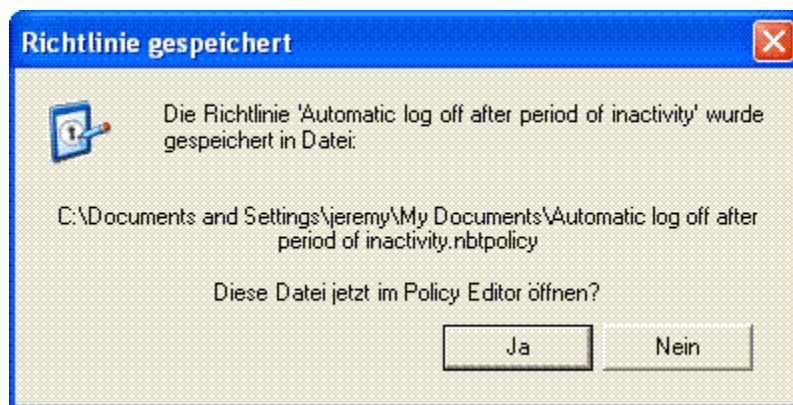 Richtlinie gespeichert
Die Richtlinie 'Automatic log off after period of inactivity' wurde
gespeichert in Datei:
C:\Documents and Settings\jeremy\My Documents\Automatic log off after
period of inactivity.nbtpolicy
Diese Datei jetzt im Policy Editor öffnen?
Ja
Nein